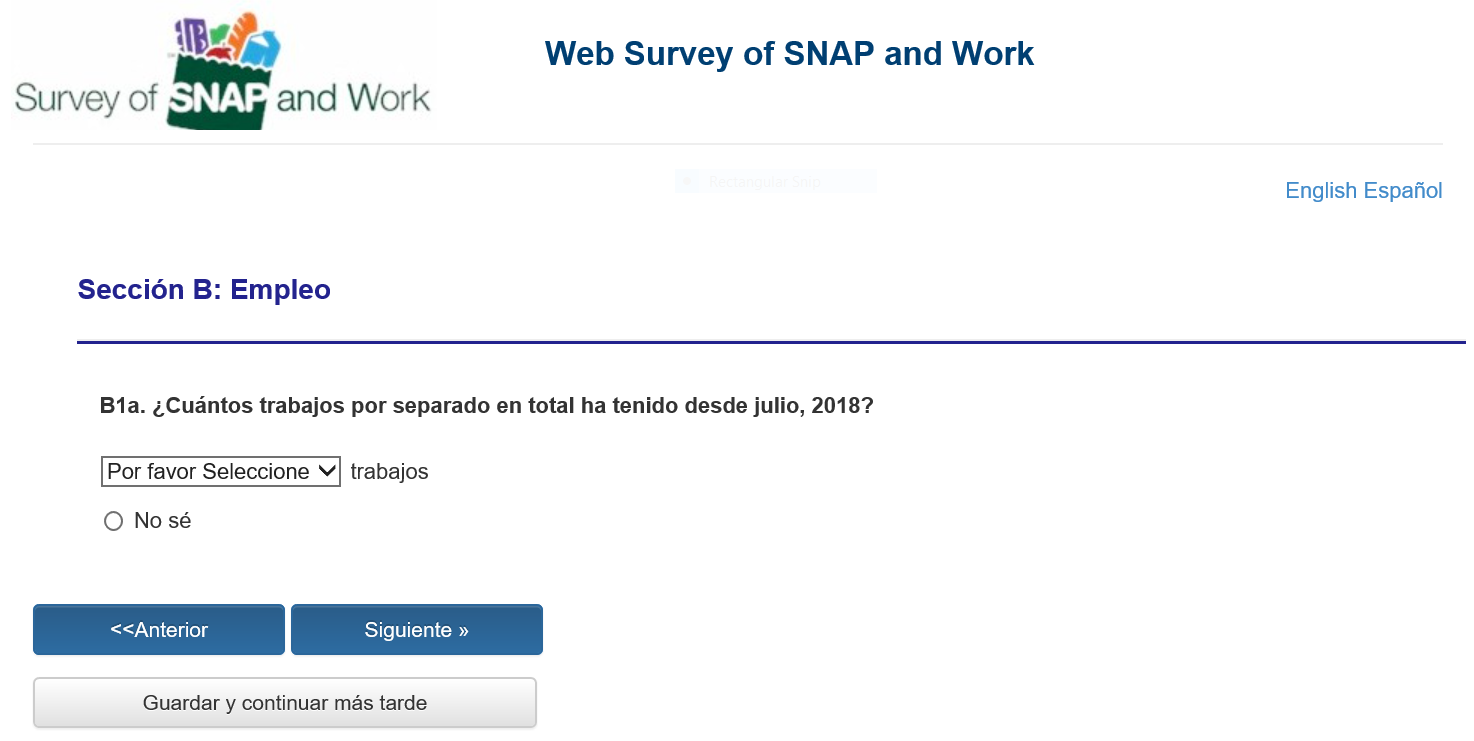 Survey of SNAP and Work
Web Survey of SNAP and Work
Rectangular Snip
English Español
Sección B: Empleo
B1a. ¿Cuántos trabajos por separado en total ha tenido desde julio, 2018?
Por favor Seleccione trabajos
No sé
<<Anterior Siguiente »
Guardar y continuar más tarde